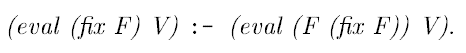 (eval (fix F) V) :- (eval (F (fix F)) V).